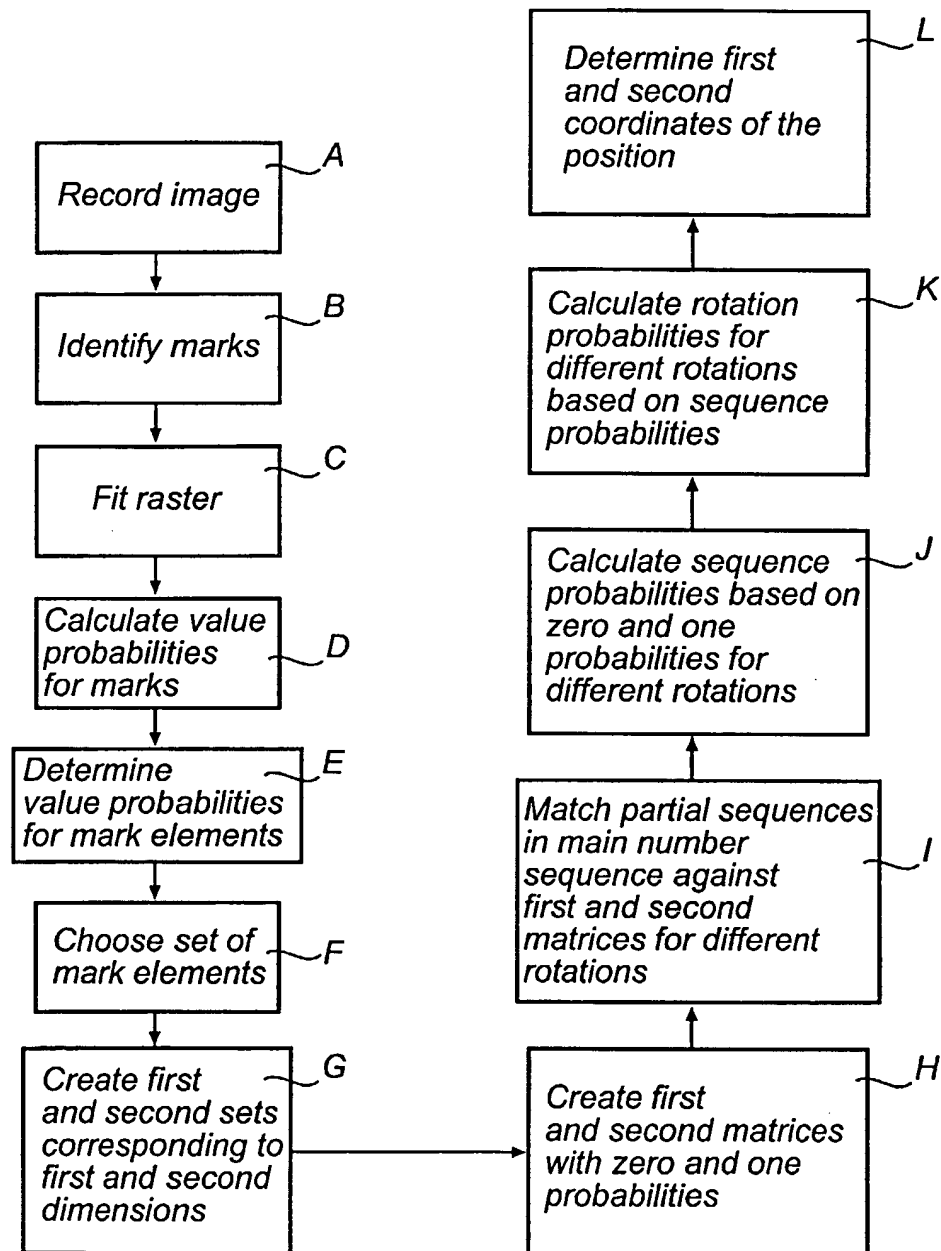 A
Record image
B
Identify marks
C
Fit raster
D
Calculate value
probabilities
for marks
E
Determine
value probabilities
for mark elements
F
Choose set of
mark elements
G
Create first
and second sets
corresponding to
first and second
dimensions
H
Create first
and second matrices
with zero and one
probabilities
I
Match partial sequences
in main number
sequence against
first and second
matrices for different
rotations
J
Calculate sequence
probabilities based on
zero and one
probabilities for
different rotations
K
Calculate rotation
probabilities for
different rotations
based on sequence
probabilities
L
Determine first
and second
coordinates of the
position